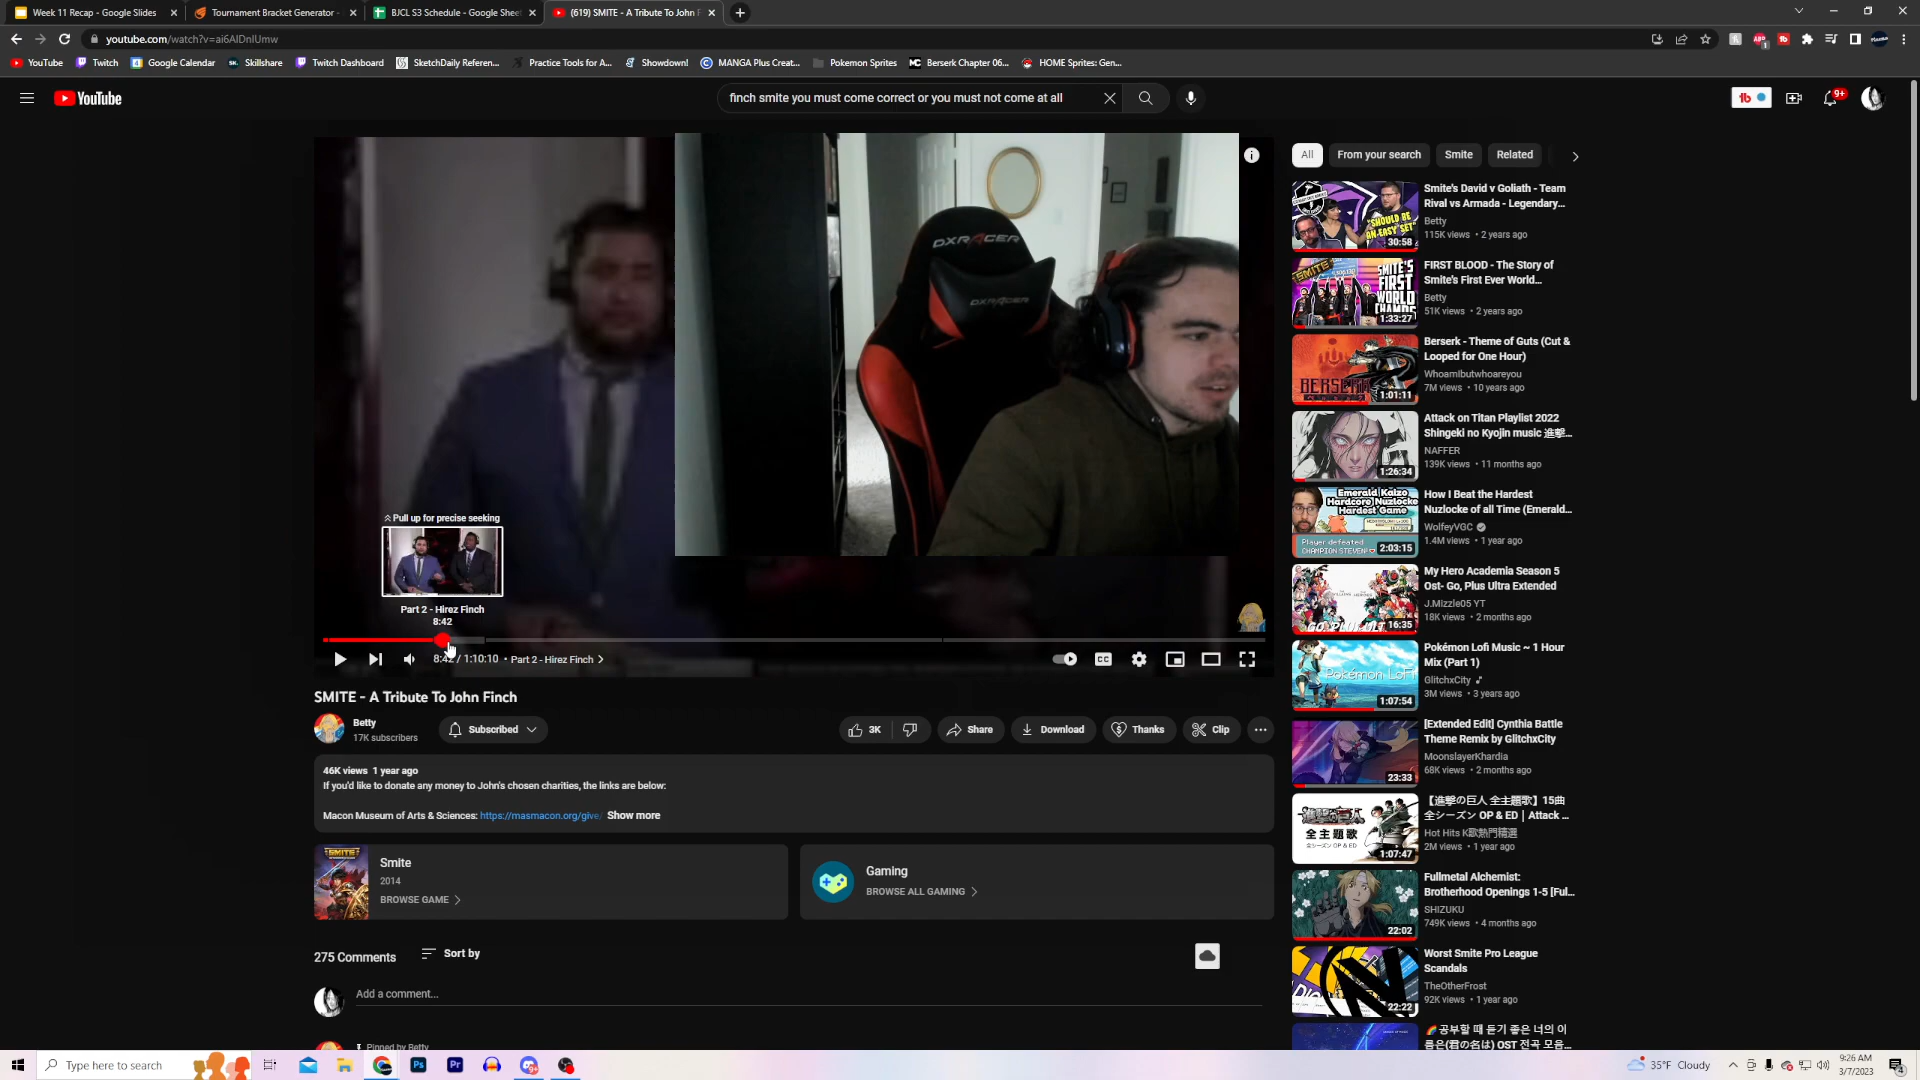 Week 11 Recap - Google Slides
Tournament Bracket Generator -
BJCL S3 Schedule - Google Shee
(619) SMITE - A Tribute To John F
youtube.com/watch?v=ai6AIDnIUmw
YouTube
Twitch
Google Calendar
Skillshare
Twitch Dashboard
SketchDaily Referen...
Practice Tools for A...
Showdown!
MANGA Plus Creat...
Pokemon Sprites
Berserk Chapter 06...
HOME Sprites: Gen...
YouTube
finch smite you must come correct or you must not come at all
9+
DXRACER
DXRACER
Pull up for precise seeking
Part 2 - Hirez Finch
8:42
8:42 / 1:10:10 • Part 2 - Hirez Finch
CC
SMITE - A Tribute To John Finch
Betty
17K subscribers
Subscribed
3K
Share
Download
Thanks
Clip
46K views 1 year ago
If you'd like to donate any money to John's chosen charities, the links are below:
Macon Museum of Arts & Sciences: https://masmacon.org/give/ Show more
SMITE
Smite
2014
BROWSE GAME
Gaming
BROWSE ALL GAMING
275 Comments
Sort by
Add a comment...
Pinned by Betty
All
From your search
Smite
Related
"SHOULD BE AN EASY SET"
30:58
Smite's David v Goliath - Team
Rival vs Armada - Legendary...
Betty
115K views • 2 years ago
SMITE'S FIRST WORLD CHAMPS
1:33:27
FIRST BLOOD - The Story of
Smite's First Ever World...
Betty
51K views • 2 years ago
BERSERK
1:01:11
Berserk - Theme of Guts (Cut &
Looped for One Hour)
WhoamIbutwhoareyou
7M views • 10 years ago
1:26:34
Attack on Titan Playlist 2022
Shingeki no Kyojin music 進撃...
NAFFER
139K views • 11 months ago
Emerald Kaizo
Hardcore Nuzlocke
Hardest Game
Player defeated
CHAMPION STEVEN!
2:03:15
How I Beat the Hardest
Nuzlocke of all Time (Emerald...
WolfeyVGC
1.4M views • 1 year ago
GO, PLUS ULTRA
16:35
My Hero Academia Season 5
Ost- Go, Plus Ultra Extended
J.Mizzle05 YT
18K views • 2 months ago
Pokémon LoFi
1:07:54
Pokémon Lofi Music ~ 1 Hour
Mix (Part 1)
GlitchxCity
3M views • 3 years ago
23:33
[Extended Edit] Cynthia Battle
Theme Remix by GlitchxCity
MoonslayerKhardia
68K views • 2 months ago
全主題歌
1:07:47
【進撃の巨人 全主題歌】15曲
全シーズン OP & ED | Attack ...
Hot Hits K歌熱門精選
2M views • 1 year ago
22:02
Fullmetal Alchemist:
Brotherhood Openings 1-5 [Ful...
SHIZUKU
749K views • 4 months ago
22:22
Worst Smite Pro League
Scandals
TheOtherFrost
92K views • 1 year ago
🌈공부할 때 듣기 좋은 너의 이
름은(君の名は) OST 전곡 모음...
Type here to search
35°F Cloudy
9:26 AM
3/7/2023
4